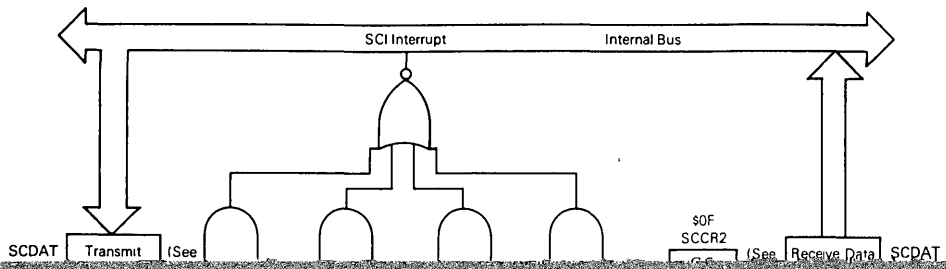 SCI Interrupt Internal Bus
$0F
SCCR2
SCDAT Transmit (See (See Receive Data SCDAT